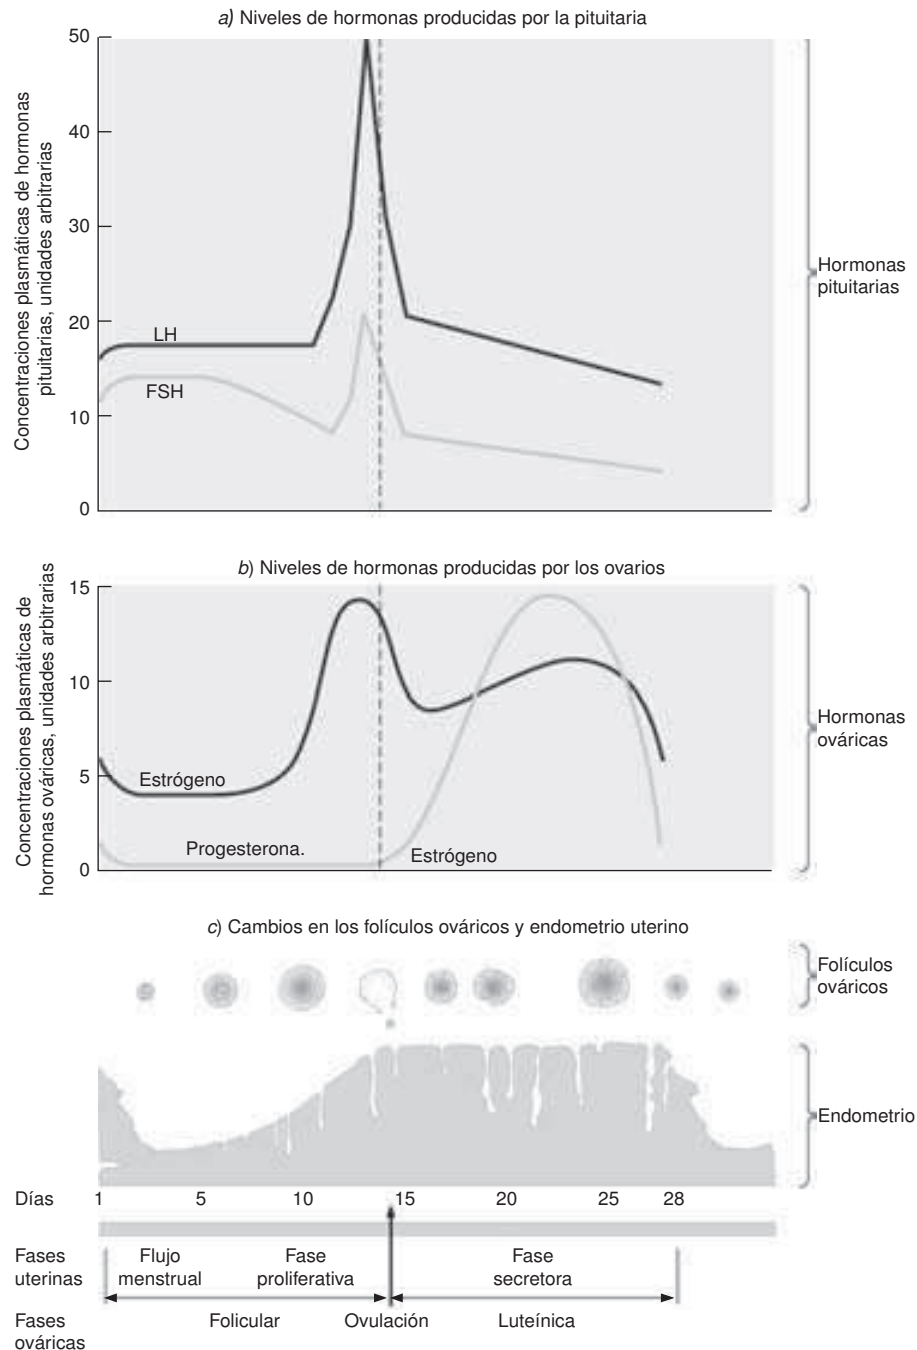 a) Niveles de hormonas producidas por la pituitaria
Concentraciones plasmáticas de hormonas
pituitarias, unidades arbitrarias
50
40
30
20
10
0
LH
FSH
Hormonas
pituitarias
b) Niveles de hormonas producidas por los ovarios
Concentraciones plasmáticas de
hormonas ováricas, unidades arbitrarias
15
10
5
0
Estrógeno
Progesterona.
Estrógeno
Hormonas
ováricas
c) Cambios en los folículos ováricos y endometrio uterino
Folículos
ováricos
Endometrio
Días
1 5 10 15 20 25 28
Fases
uterinas
Flujo
menstrual
Fase
proliferativa
Fase
secretora
Fases
ováricas
Folicular
Ovulación
Luteínica